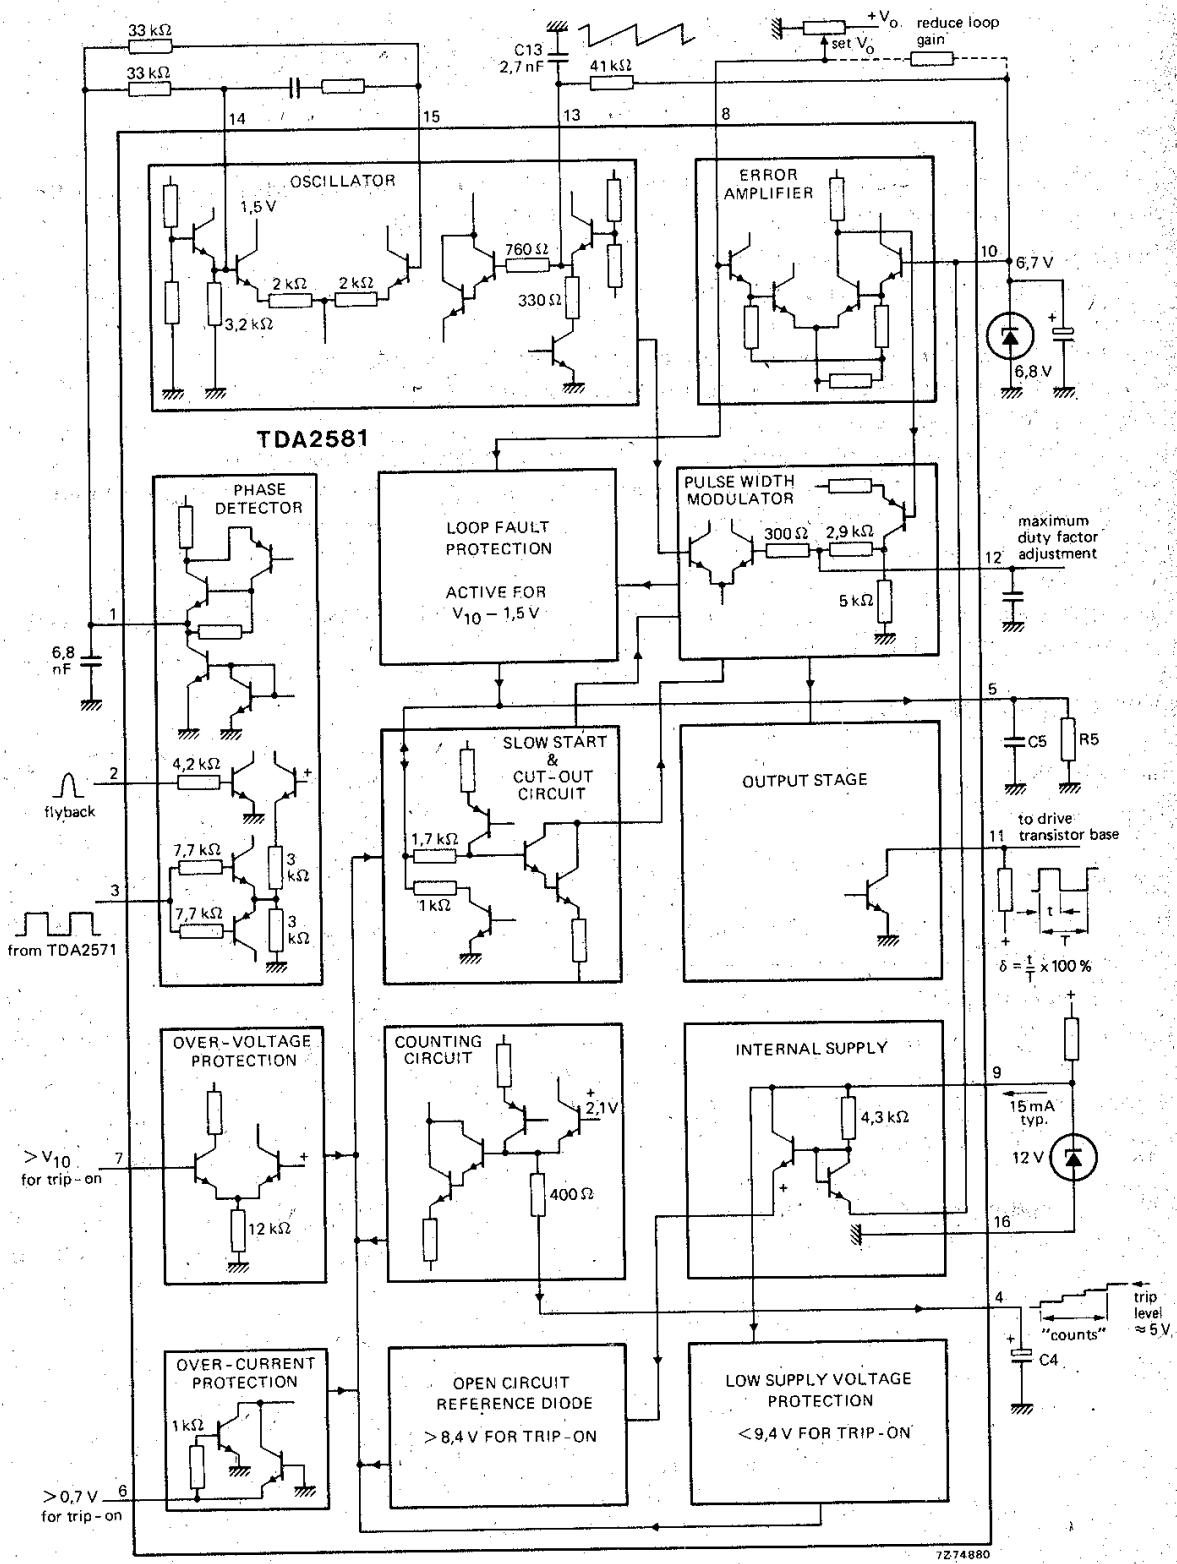 33 kΩ
33 kΩ
C13
2,7 nF
41 kΩ
+Vo
set Vo
reduce loop
gain
14
15
13
8
OSCILLATOR
1,5 V
2 kΩ
2 kΩ
3,2 kΩ
760 Ω
330 Ω
ERROR
AMPLIFIER
10
6,7 V
+
6,8 V
TDA2581
PHASE
DETECTOR
1
6,8
nF
2
flyback
4,2 kΩ
+
3
from TDA2571
7,7 kΩ
7,7 kΩ
3
kΩ
3
kΩ
LOOP FAULT
PROTECTION
ACTIVE FOR
V10 – 1,5 V
PULSE WIDTH
MODULATOR
300 Ω
2,9 kΩ
5 kΩ
maximum
duty factor
adjustment
12
5
C5
R5
SLOW START
&
CUT-OUT
CIRCUIT
1,7 kΩ
1 kΩ
OUTPUT STAGE
to drive
transistor base
11
+
t
T
δ = t/T x 100 %
OVER-VOLTAGE
PROTECTION
> V10
for trip-on
7
+
12 kΩ
COUNTING
CIRCUIT
+
2,1 V
400 Ω
INTERNAL SUPPLY
4,3 kΩ
+
+
9
15 mA
typ.
12 V
16
4
trip
level
≈ 5 V
"counts"
+
C4
OVER-CURRENT
PROTECTION
1 kΩ
> 0,7 V
for trip-on
6
OPEN CIRCUIT
REFERENCE DIODE
> 8,4 V FOR TRIP-ON
LOW SUPPLY VOLTAGE
PROTECTION
< 9,4 V FOR TRIP-ON
7Z74880